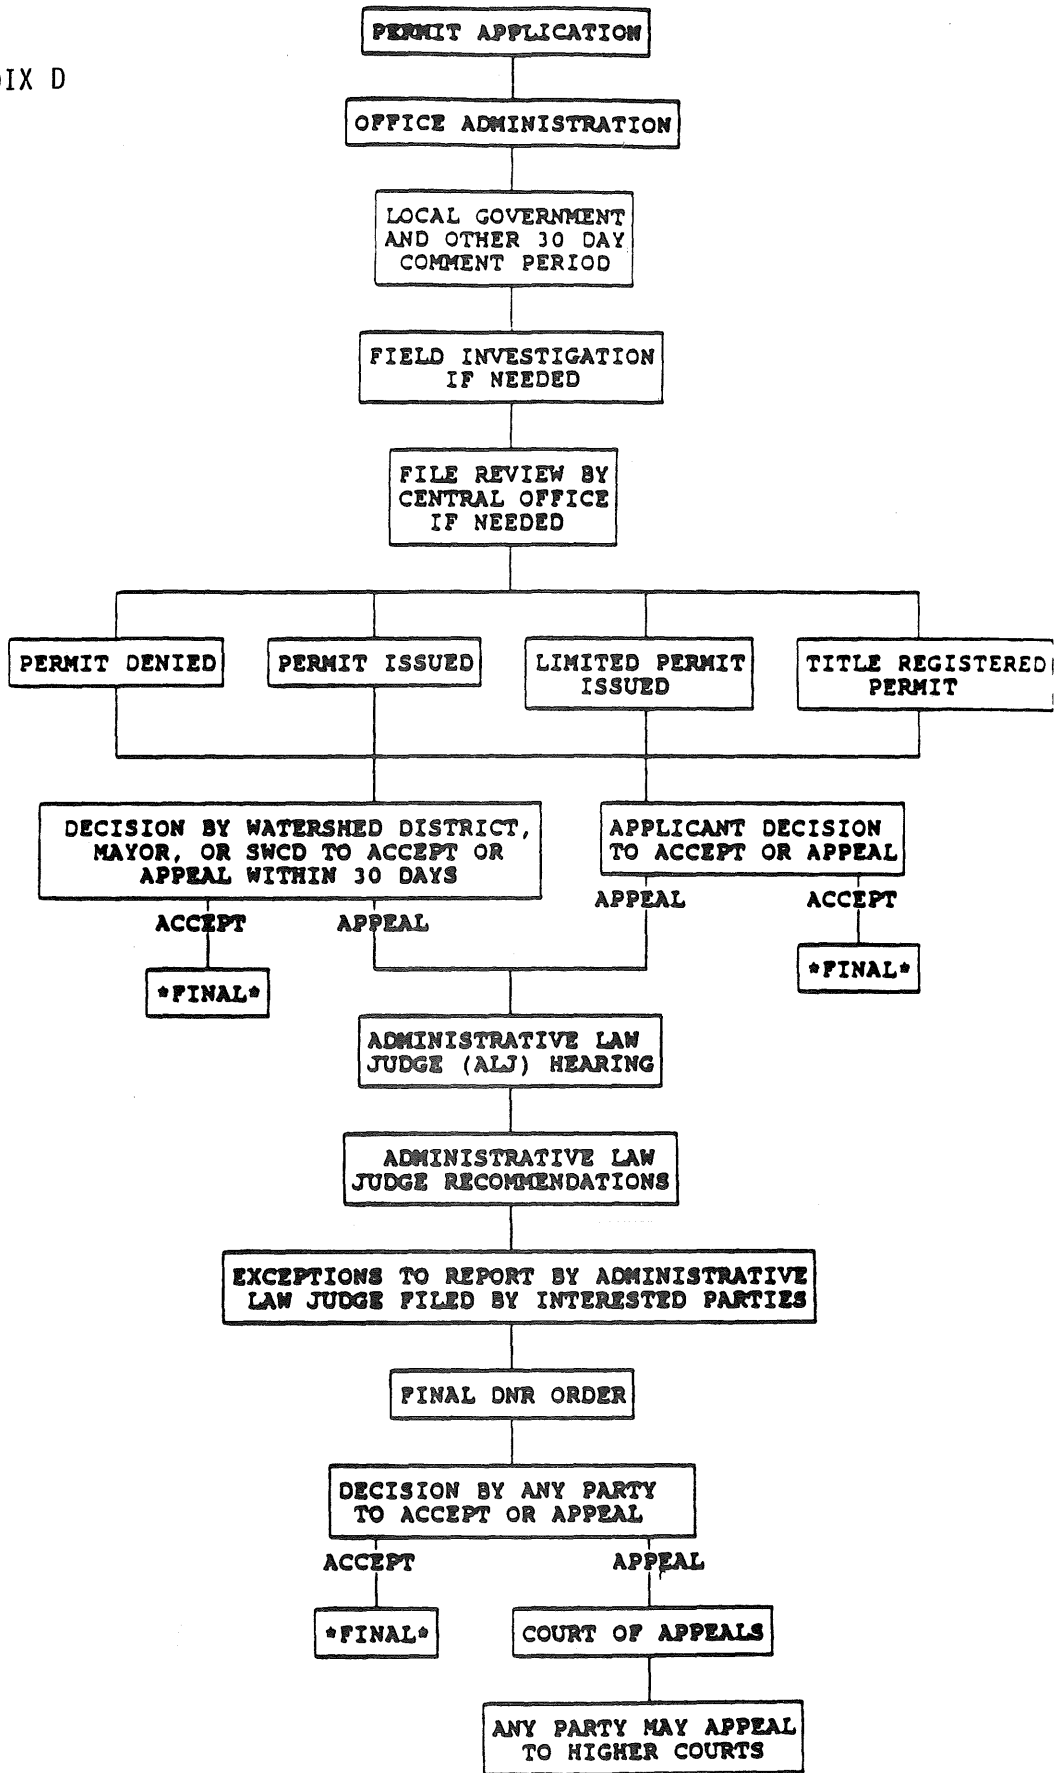 PERMIT APPLICATION
IX D
OFFICE ADMINISTRATION
LOCAL GOVERNMENT
AND OTHER 30 DAY
COMMENT PERIOD
FIELD INVESTIGATION
IF NEEDED
FILE REVIEW BY
CENTRAL OFFICE
IF NEEDED
PERMIT DENIED
PERMIT ISSUED
LIMITED PERMIT
ISSUED
TITLE REGISTERED
PERMIT
DECISION BY WATERSHED DISTRICT,
MAYOR, OR SWCD TO ACCEPT OR
APPEAL WITHIN 30 DAYS
APPLICANT DECISION
TO ACCEPT OR APPEAL
ACCEPT
APPEAL
APPEAL
ACCEPT
*FINAL*
*FINAL*
ADMINISTRATIVE LAW
JUDGE (ALJ) HEARING
ADMINISTRATIVE LAW
JUDGE RECOMMENDATIONS
EXCEPTIONS TO REPORT BY ADMINISTRATIVE
LAW JUDGE FILED BY INTERESTED PARTIES
FINAL DNR ORDER
DECISION BY ANY PARTY
TO ACCEPT OR APPEAL
ACCEPT
APPEAL
*FINAL*
COURT OF APPEALS
ANY PARTY MAY APPEAL
TO HIGHER COURTS